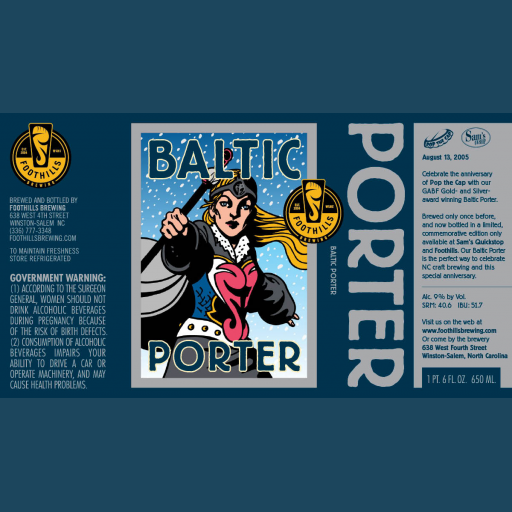 FOOTHILLS
BREWING
BREWED AND BOTTLED BY
FOOTHILLS BREWING
638 WEST 4TH STREET
WINSTON-SALEM NC
(336) 777-3348
FOOTHILLSBREWING.COM
TO MAINTAIN FRESHNESS
STORE REFRIGERATED
GOVERNMENT WARNING:
(1) ACCORDING TO THE SURGEON
GENERAL, WOMEN SHOULD NOT
DRINK ALCOHOLIC BEVERAGES
DURING PREGNANCY BECAUSE
OF THE RISK OF BIRTH DEFECTS.
(2) CONSUMPTION OF ALCOHOLIC
BEVERAGES IMPAIRS YOUR
ABILITY TO DRIVE A CAR OR
OPERATE MACHINERY, AND MAY
CAUSE HEALTH PROBLEMS.
BALTIC
PORTER
FOOTHILLS
BREWING
BALTIC PORTER
PORTER
POP THE CAP
Sam's
August 13, 2005
Celebrate the anniversary
of Pop the Cap with our
GABF Gold- and Silver-
award winning Baltic Porter.
Brewed only once before,
and now bottled in a limited,
commemorative edition only
available at Sam's Quickstop
and Foothills. Our Baltic Porter
is the perfect way to celebrate
NC craft brewing and this
special anniversary.
Alc. 9% by Vol.
SRM: 40.6 IBU: 51.7
Visit us on the web at
www.foothillsbrewing.com
Or come by the brewery
638 West Fourth Street
Winston-Salem, North Carolina
1 PT. 6 FL. OZ. 650 ML.